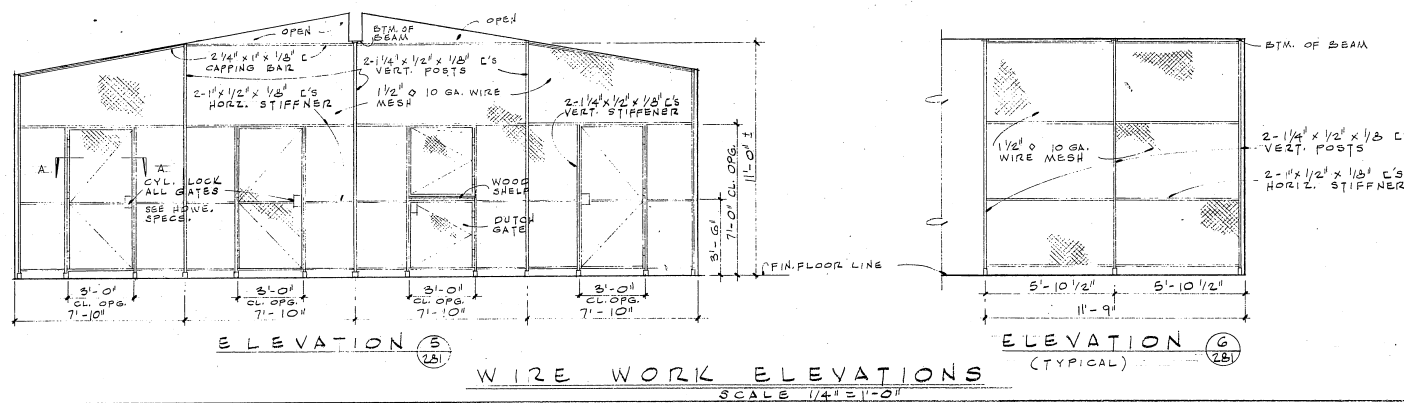 OPEN
BTM. OF
BEAM
OPEN
2 1/4" x 1" x 1/8" C
CAPPING BAR
2-1 1/4" x 1/2" x 1/8" C'S
VERT. POSTS
2-1" x 1/2" x 1/8" C'S
HORIZ. STIFFNER
1 1/2" ◊ 10 GA. WIRE
MESH
2-1 1/4" x 1/2" x 1/8" C'S
VERT. STIFFENER
A
A
CYL. LOCK
ALL GATES
SEE HDWE.
SPECS.
WOOD
SHELF
DUTCH
GATE
3'-6"
7'-0" CL. OPG.
11'-0" ±
FIN. FLOOR LINE
3'-0"
CL. OPG.
7'-10"
3'-0"
CL. OPG.
7'-10"
3'-0"
CL. OPG.
7'-10"
3'-0"
CL. OPG.
7'-10"
ELEVATION 5
281
BTM. OF BEAM
1 1/2" ◊ 10 GA.
WIRE MESH
2-1 1/4" x 1/2" x 1/8 C
VERT. POSTS
2-1" x 1/2" x 1/8" C'S
HORIZ. STIFFNER
5'-10 1/2"
5'-10 1/2"
11'-9"
ELEVATION 6
281
(TYPICAL)
WIRE WORK ELEVATIONS
SCALE 1/4" = 1'-0"